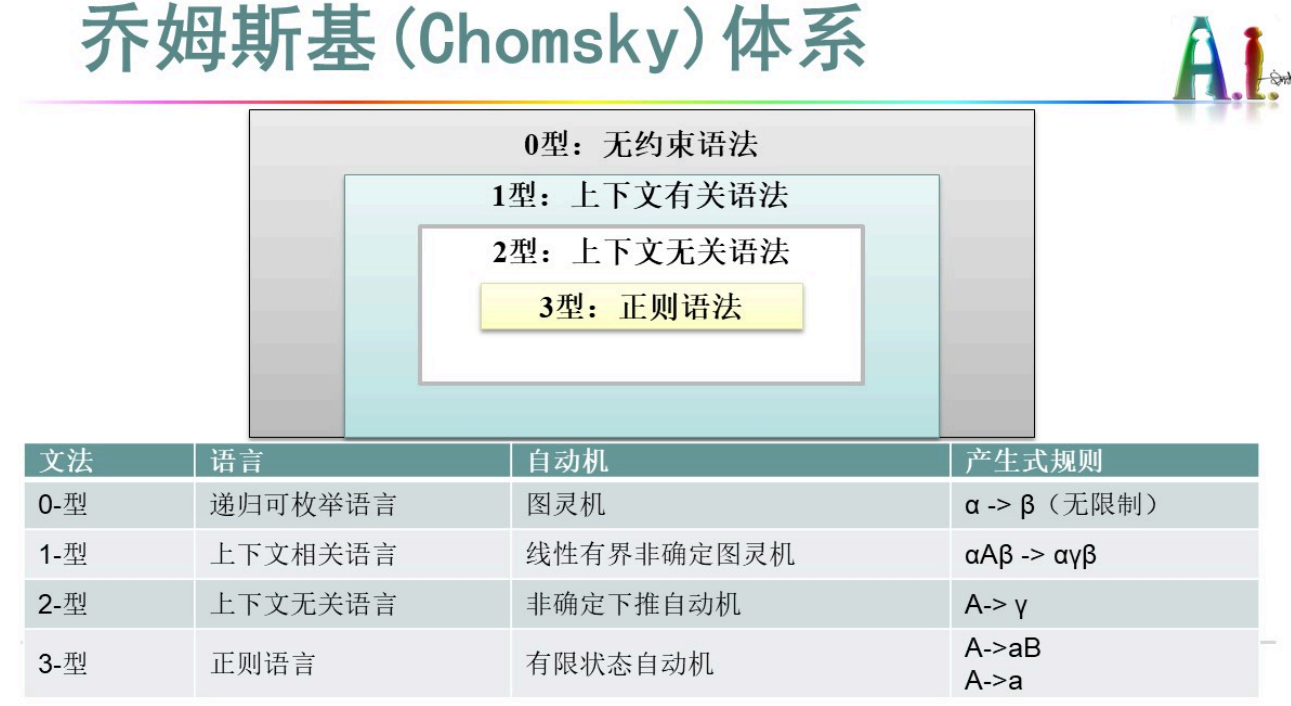 乔姆斯基(Chomsky)体系
A.I.
0型：无约束语法
1型：上下文有关语法
2型：上下文无关语法
3型：正则语法
文法 语言 自动机 产生式规则
0-型 递归可枚举语言 图灵机 α -> β（无限制）
1-型 上下文相关语言 线性有界非确定图灵机 αAβ -> αγβ
2-型 上下文无关语言 非确定下推自动机 A-> γ
3-型 正则语言 有限状态自动机 A->aB
A->a